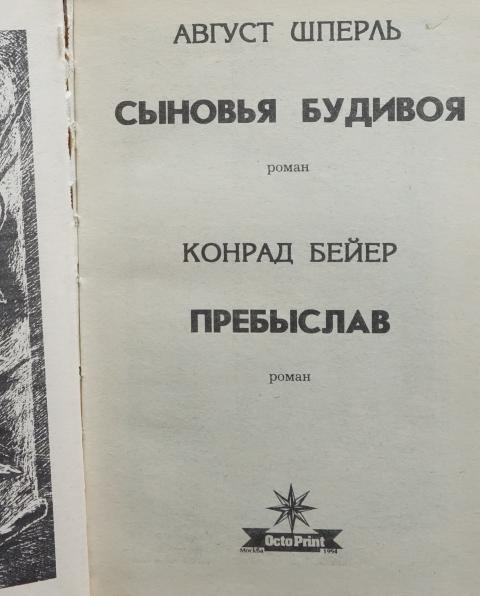 АВГУСТ ШПЕРЛЬ
СЫНОВЬЯ БУДИВОЯ
роман
КОНРАД БЕЙЕР
ПРЕБЫСЛАВ
роман
Octo Print
Москва 1994